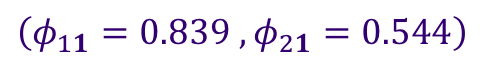 (ϕ₁₁ = 0.839 , ϕ₂₁ = 0.544)